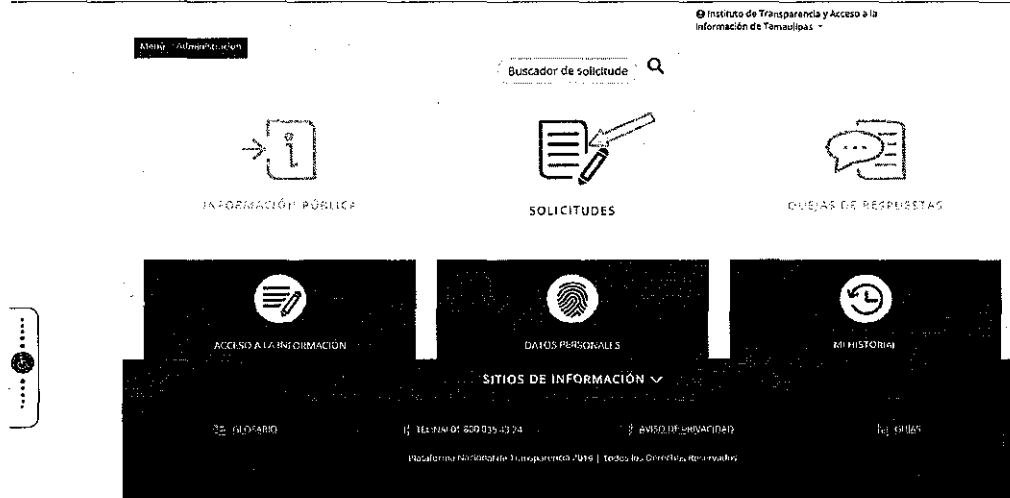 Instituto de Transparencia y Acceso a la
Información de Tamaulipas
Menú Administración
Buscador de solicitude
INFORMACIÓN PÚBLICA
SOLICITUDES
QUEJAS DE RESPUESTAS
ACCESO A LA INFORMACIÓN
DATOS PERSONALES
MI HISTORIAL
SITIOS DE INFORMACIÓN
GLOSARIO
TELINAI 01 800 835 43 24
AVISO DE PRIVACIDAD
GUÍAS
Plataforma Nacional de Transparencia 2019 | Todos los Derechos Reservados